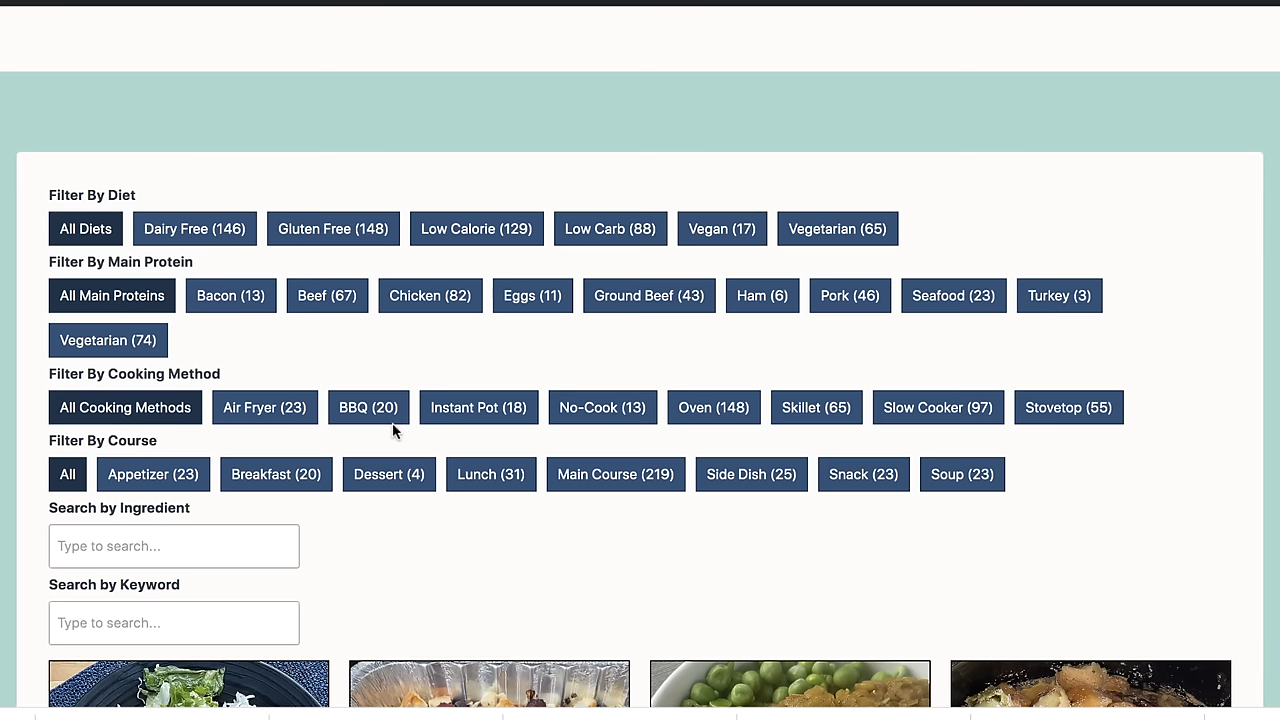 Filter By Diet
All Diets Dairy Free (146) Gluten Free (148) Low Calorie (129) Low Carb (88) Vegan (17) Vegetarian (65)
Filter By Main Protein
All Main Proteins Bacon (13) Beef (67) Chicken (82) Eggs (11) Ground Beef (43) Ham (6) Pork (46) Seafood (23) Turkey (3)
Vegetarian (74)
Filter By Cooking Method
All Cooking Methods Air Fryer (23) BBQ (20) Instant Pot (18) No-Cook (13) Oven (148) Skillet (65) Slow Cooker (97) Stovetop (55)
Filter By Course
All Appetizer (23) Breakfast (20) Dessert (4) Lunch (31) Main Course (219) Side Dish (25) Snack (23) Soup (23)
Search by Ingredient
Type to search...
Search by Keyword
Type to search...